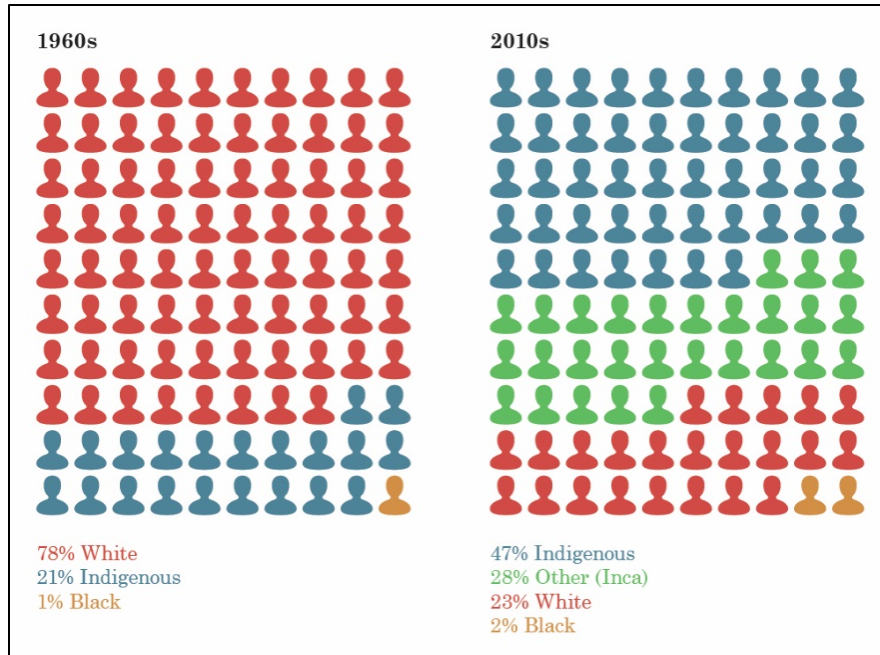 1960s
2010s
78% White
21% Indigenous
1% Black
47% Indigenous
28% Other (Inca)
23% White
2% Black